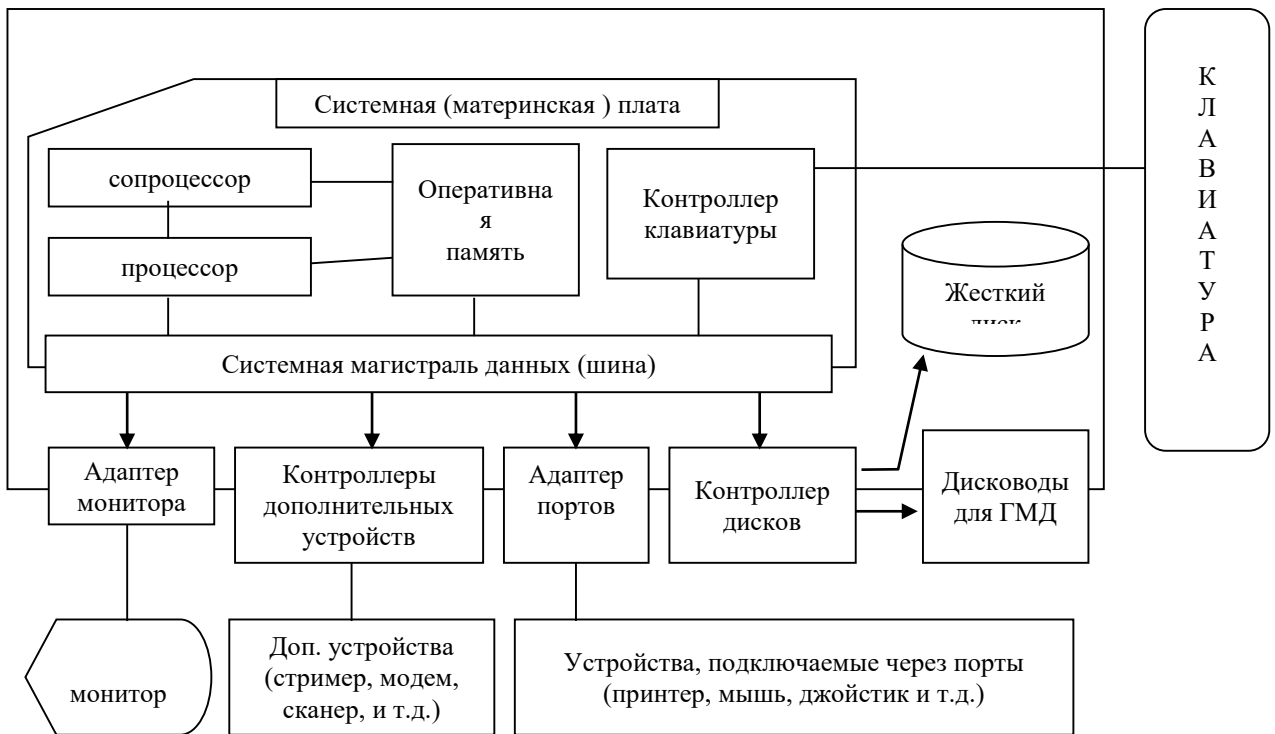 Системная (материнская ) плата
сопроцессор
процессор
Оперативна
я
память
Контроллер
клавиатуры
К
Л
А
В
И
А
Т
У
Р
А
Жесткий
диск
Системная магистраль данных (шина)
Адаптер
монитора
Контроллеры
дополнительных
устройств
Адаптер
портов
Контроллер
дисков
Дисководы
для ГМД
монитор
Доп. устройства
(стример, модем,
сканер, и т.д.)
Устройства, подключаемые через порты
(принтер, мышь, джойстик и т.д.)